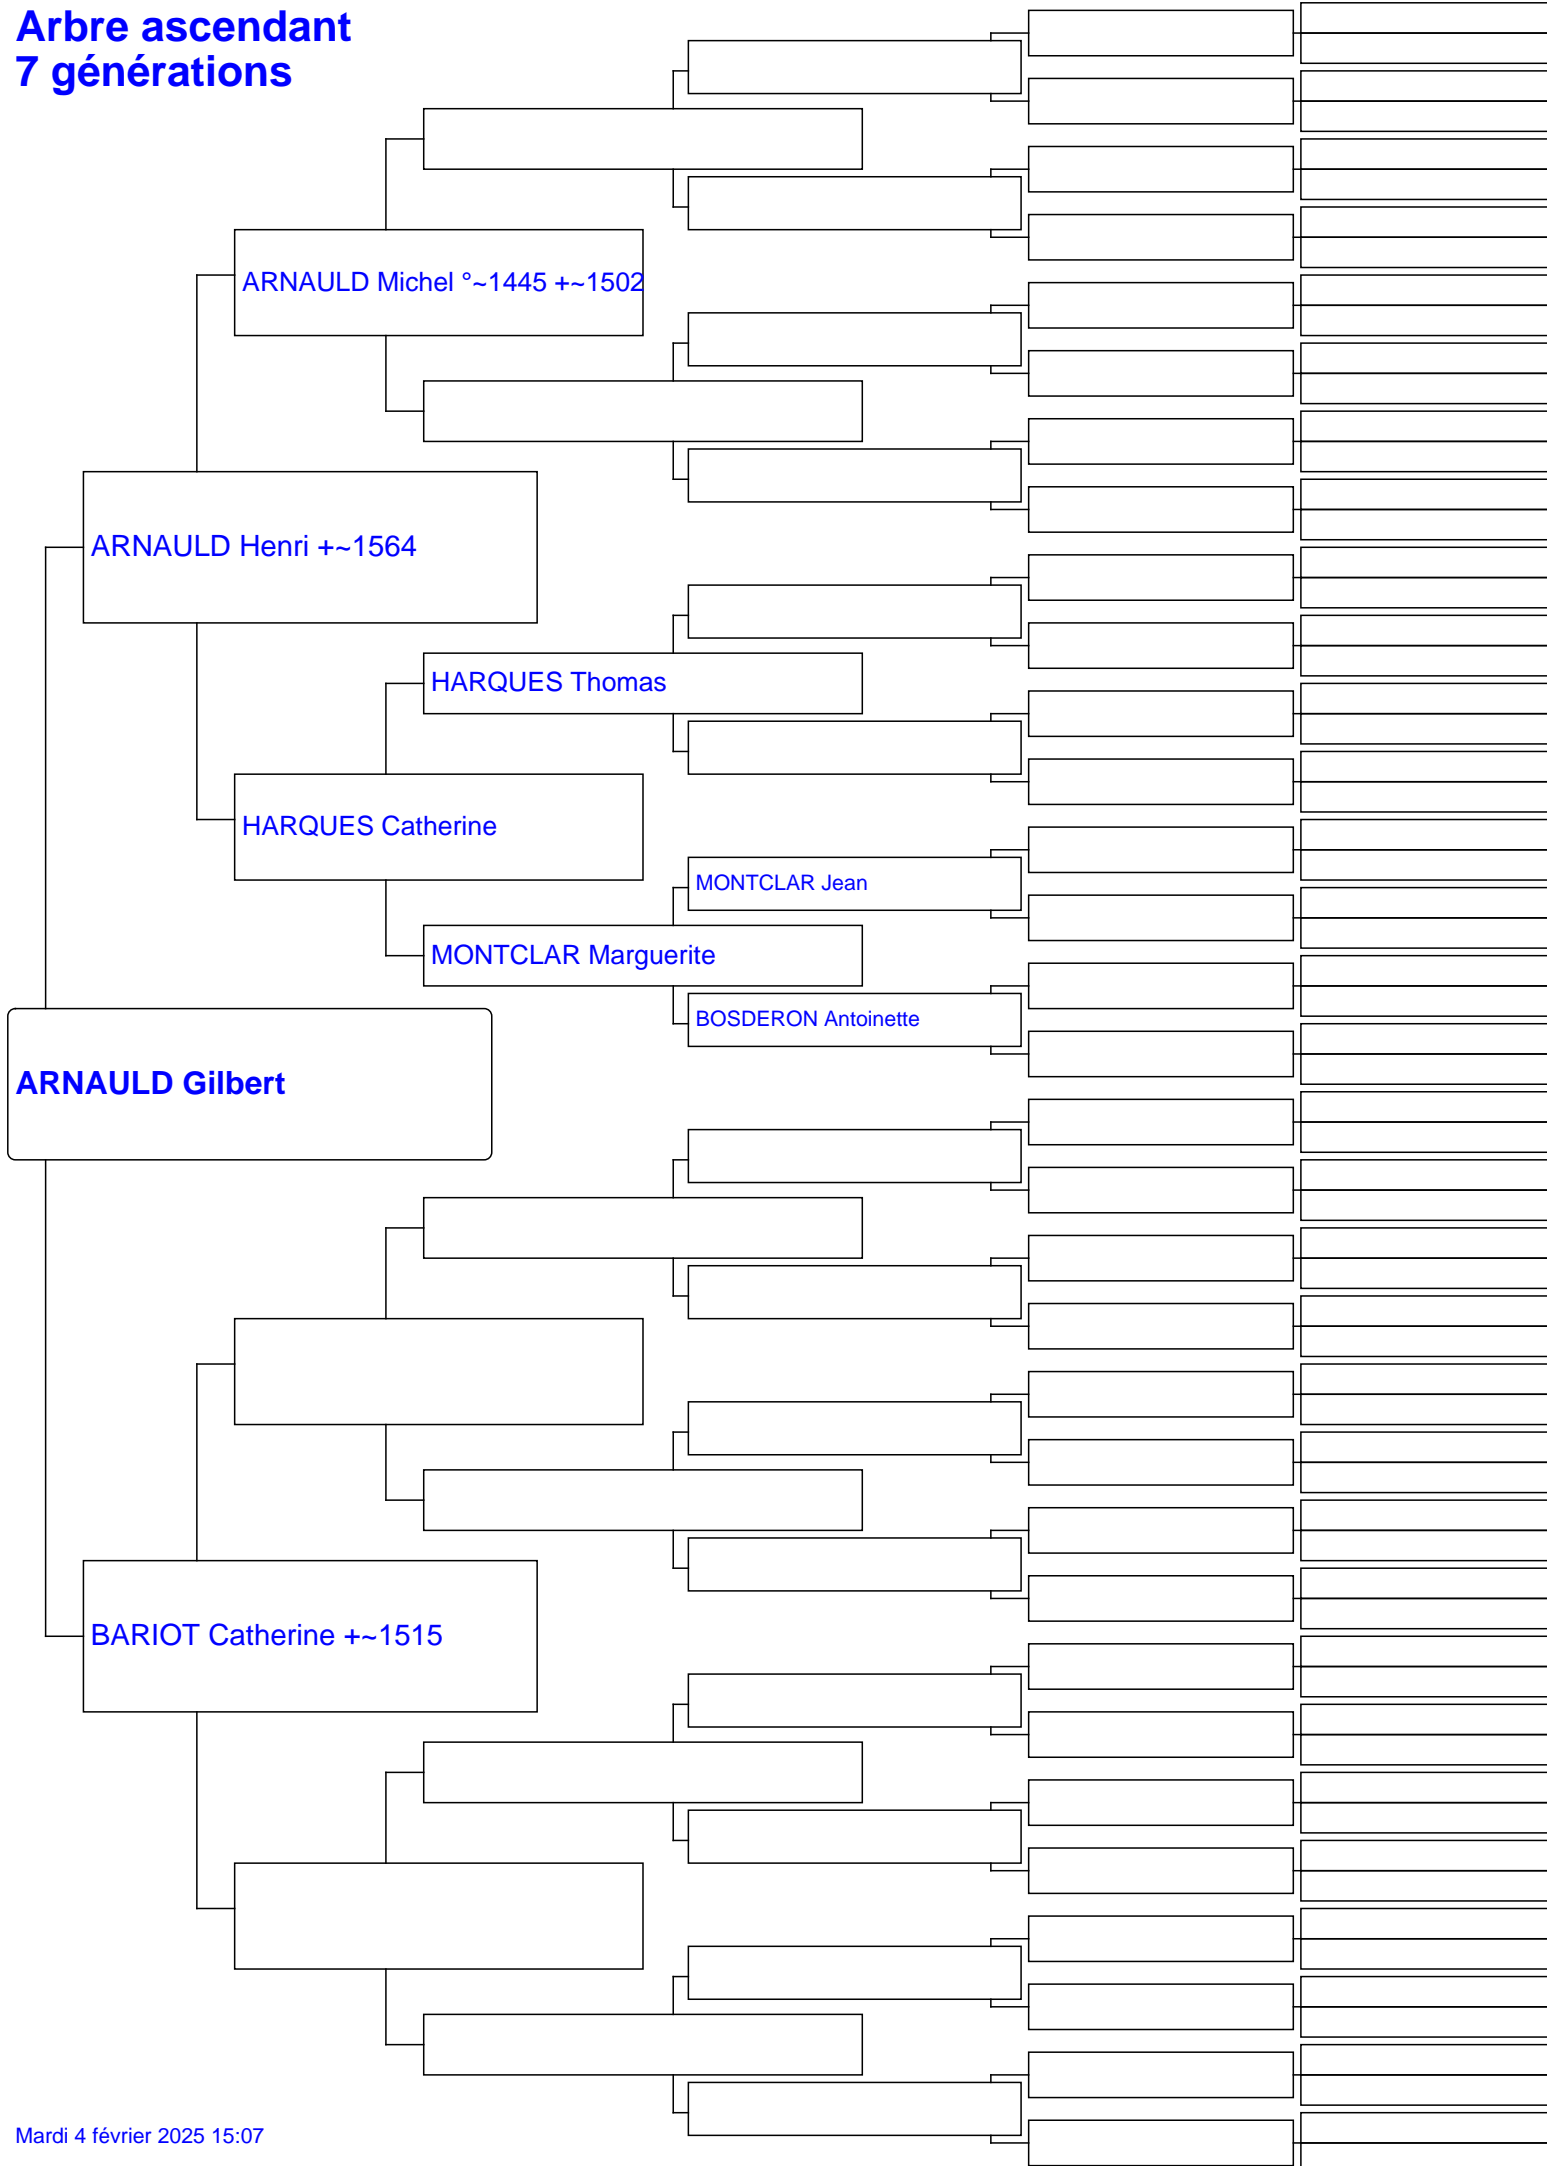 Arbre ascendant
7 générations
ARNAULD Michel °~1445 +~1502
ARNAULD Henri +~1564
HARQUES Thomas
HARQUES Catherine
MONTCLAR Jean
MONTCLAR Marguerite
BOSDERON Antoinette
ARNAULD Gilbert
BARIOT Catherine +~1515
Mardi 4 février 2025 15:07